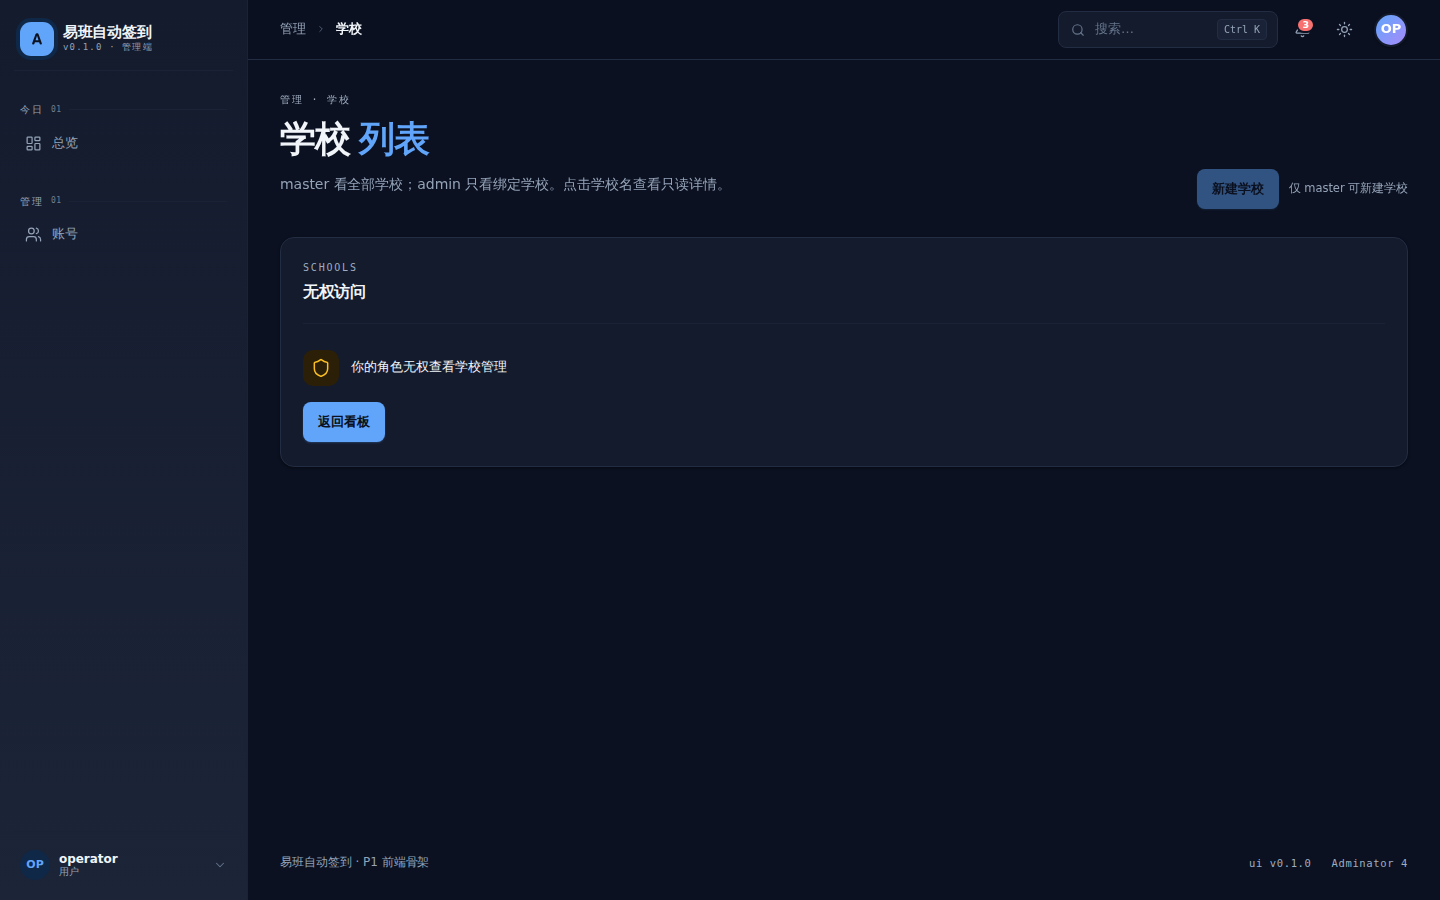 A
易班自动签到
v0.1.0 · 管理端
今日 01
总览
管理 01
账号
OP
operator
用户
管理 › 学校
搜索...
Ctrl K
3
OP
管理 · 学校
学校 列表
master 看全部学校；admin 只看绑定学校。点击学校名查看只读详情。
新建学校
仅 master 可新建学校
SCHOOLS
无权访问
你的角色无权查看学校管理
返回看板
易班自动签到 · P1 前端骨架
ui v0.1.0 Adminator 4